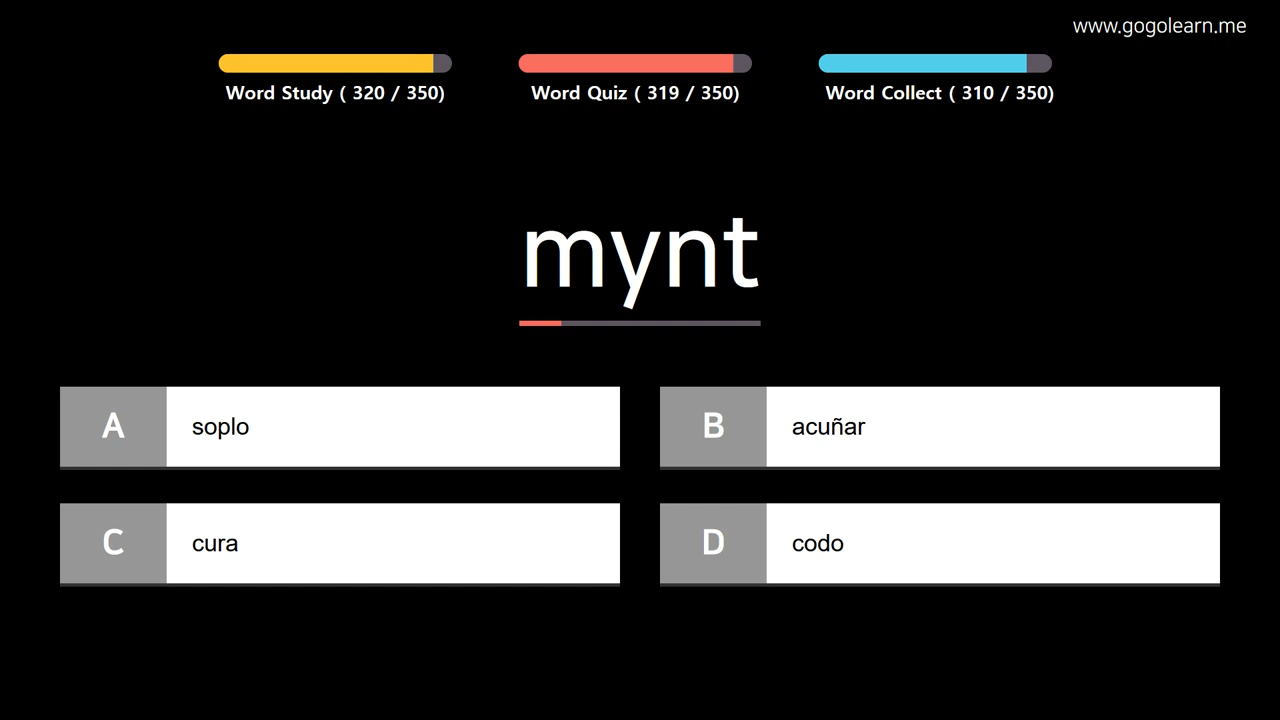 www.gogolearn.me
Word Study ( 320 / 350)
Word Quiz ( 319 / 350)
Word Collect ( 310 / 350)
mynt
A soplo
B acuñar
C cura
D codo